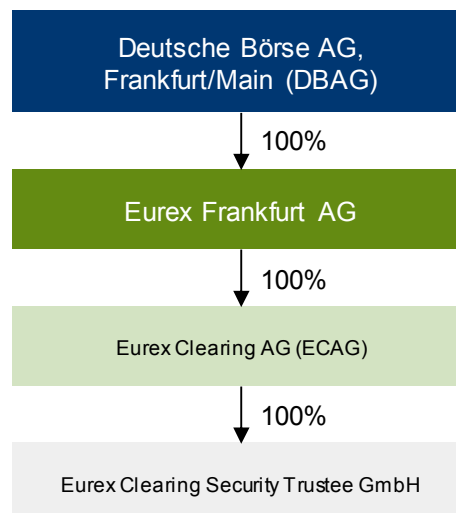 Deutsche Börse AG,
Frankfurt/Main (DBAG)
100%
Eurex Frankfurt AG
100%
Eurex Clearing AG (ECAG)
100%
Eurex Clearing Security Trustee GmbH